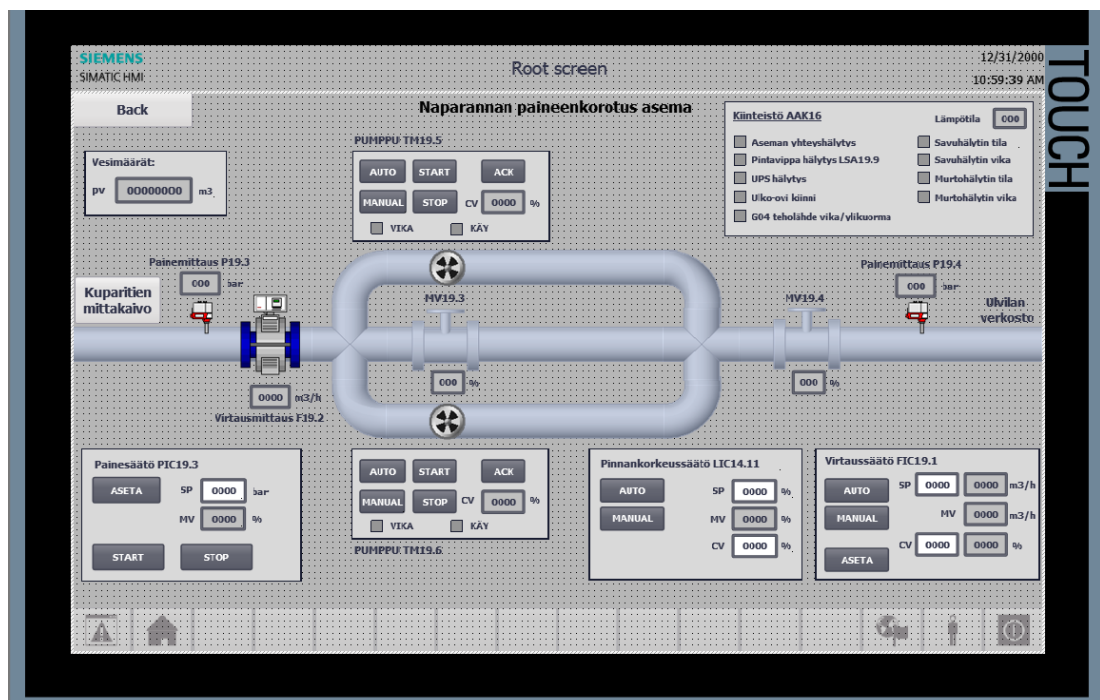 SIEMENS
SIMATIC HMI
Root screen
12/31/2000
10:59:39 AM
TOUCH
Back
Naparannan paineenkorotus asema
Kiinteistö AAK16
Lämpötila 000
Aseman yhteyshälytys
Savuhälytin tila
Pintavippa hälytys LSA19.9
Savuhälytin vika
UPS hälytys
Murtohälytin tila
Ulko-ovi kiinni
Murtohälytin vika
G04 teholähde vika/ylikuorma
Vesimäärät:
pv 00000000 m3
PUMPPU TM19.5
AUTO START ACK
MANUAL STOP CV 0000 %
VIKA KÄY
Painemittaus P19.3
000 bar
Kuparitien
mittakaivo
MV19.3
000 %
MV19.4
000 %
Painemittaus P19.4
000 bar
Ulvilan
verkosto
0000 m3/h
Virtausmittaus F19.2
Painesäätö PIC19.3
ASETA SP 0000 bar
MV 0000 %
START STOP
AUTO START ACK
MANUAL STOP CV 0000 %
VIKA KÄY
PUMPPU TM19.6
Pinnankorkeussäätö LIC14.11
AUTO SP 0000 %
MANUAL MV 0000 %
CV 0000 %
Virtaussäätö FIC19.1
AUTO SP 0000 0000 m3/h
MANUAL MV 0000 m3/h
CV 0000 0000 %
ASETA